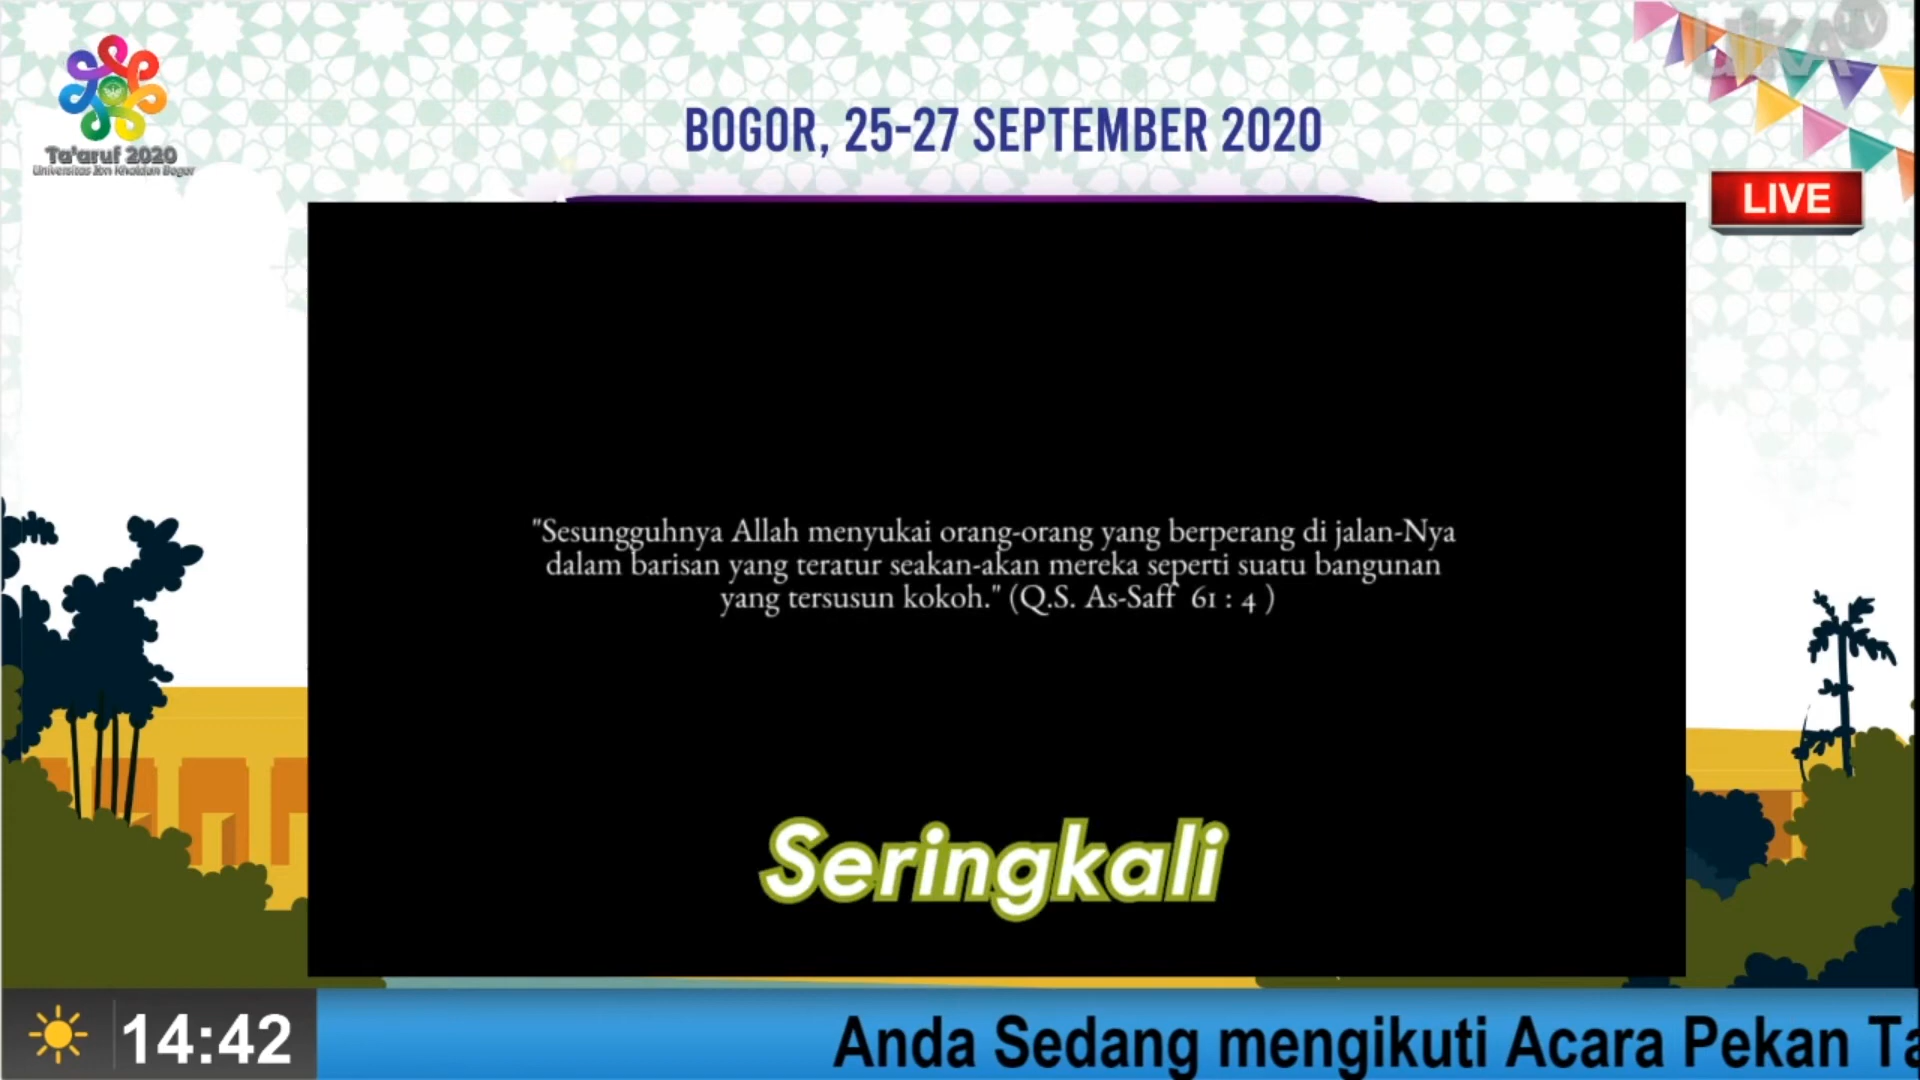 UIKA TV
Ta'aruf 2020
Universitas Ibn Khaldun Bogor
BOGOR, 25-27 SEPTEMBER 2020
LIVE
"Sesungguhnya Allah menyukai orang-orang yang berperang di jalan-Nya
dalam barisan yang teratur seakan-akan mereka seperti suatu bangunan
yang tersusun kokoh." (Q.S. As-Saff 61 : 4 )
Seringkali
14:42
Anda Sedang mengikuti Acara Pekan Ta